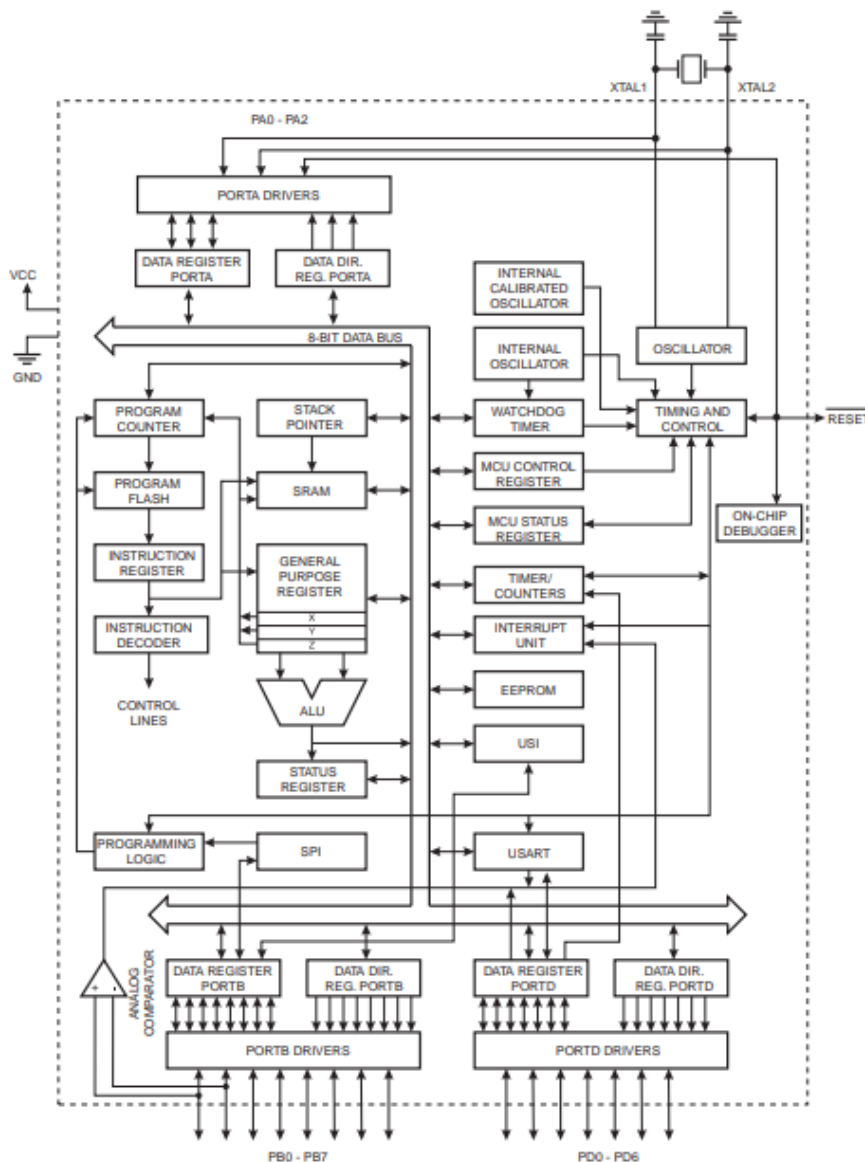 XTAL1
XTAL2
PA0 - PA2
PORTA DRIVERS
DATA REGISTER
PORTA
DATA DIR.
REG. PORTA
VCC
GND
8-BIT DATA BUS
INTERNAL
CALIBRATED
OSCILLATOR
INTERNAL
OSCILLATOR
OSCILLATOR
PROGRAM
COUNTER
STACK
POINTER
WATCHDOG
TIMER
TIMING AND
CONTROL
RESET
PROGRAM
FLASH
SRAM
MCU CONTROL
REGISTER
MCU STATUS
REGISTER
ON-CHIP
DEBUGGER
INSTRUCTION
REGISTER
GENERAL
PURPOSE
REGISTER
X
Y
Z
TIMER/
COUNTERS
INSTRUCTION
DECODER
INTERRUPT
UNIT
CONTROL
LINES
ALU
EEPROM
USI
STATUS
REGISTER
PROGRAMMING
LOGIC
SPI
USART
ANALOG
COMPARATOR
+
-
DATA REGISTER
PORTB
DATA DIR.
REG. PORTB
DATA REGISTER
PORTD
DATA DIR.
REG. PORTD
PORTB DRIVERS
PORTD DRIVERS
PB0 - PB7
PD0 - PD6